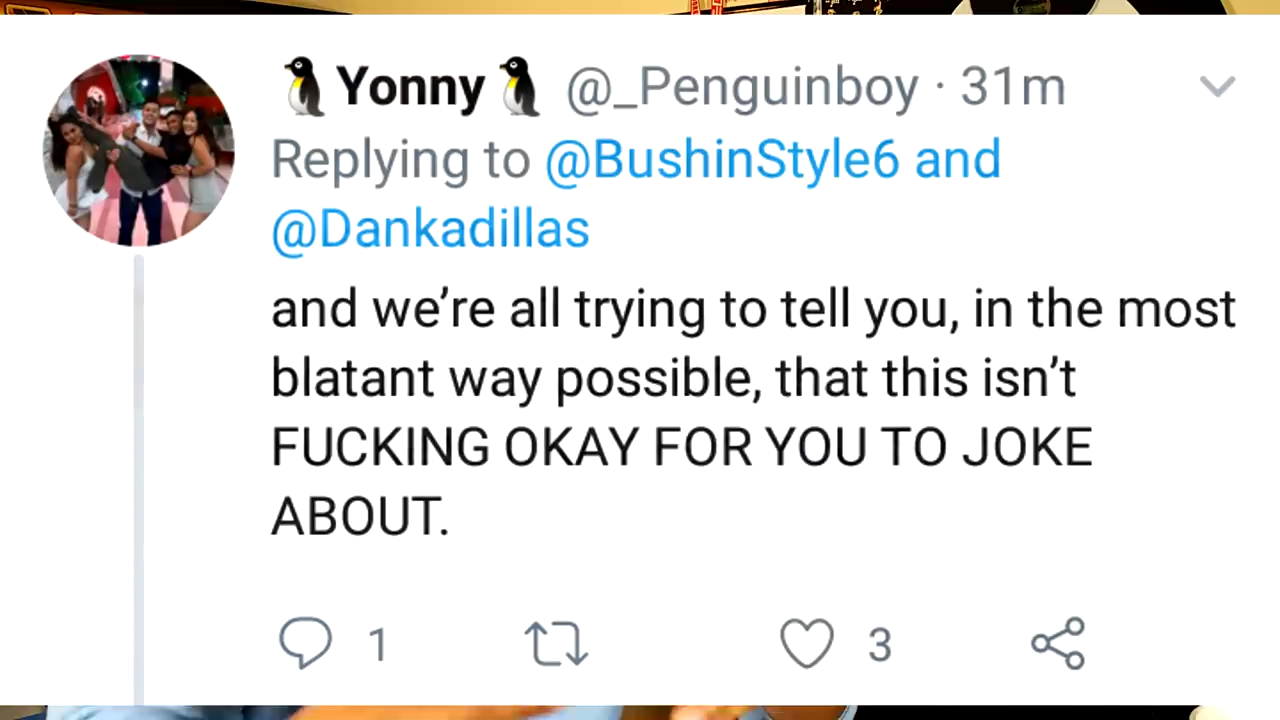 🐧Yonny🐧 @_Penguinboy · 31m
Replying to @BushinStyle6 and
@Dankadillas
and we’re all trying to tell you, in the most
blatant way possible, that this isn’t
FUCKING OKAY FOR YOU TO JOKE
ABOUT.
1 3